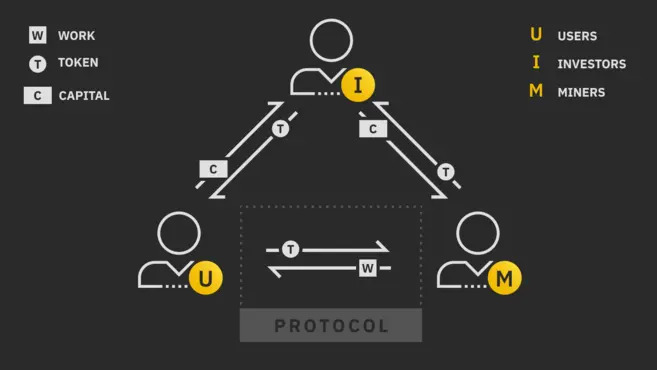 W WORK
T TOKEN
C CAPITAL
U USERS
I INVESTORS
M MINERS
I
T
C
C
T
U
T
W
M
PROTOCOL